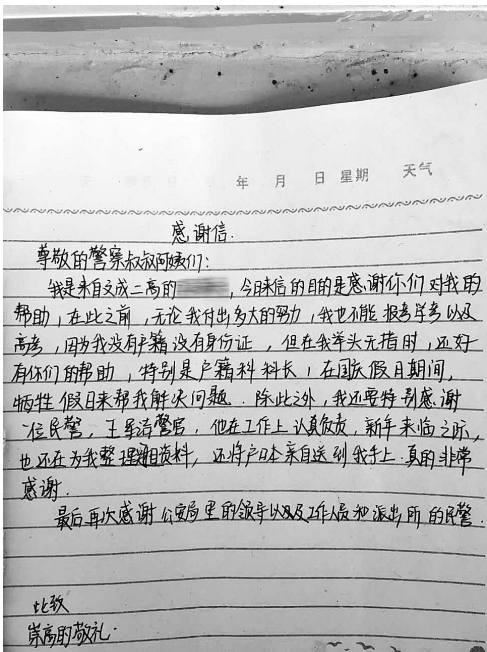 年 月 日 星期 天气
感谢信.
尊敬的警察叔叔阿姨们:
我是来自文成二高的 , 今日来信的目的是感谢你们对我的
帮助, 在此之前, 无论我付出多大的努力, 我也不能报考学考以及
高考, 因为我没有户籍没有身份证, 但在我举头无措时, 还好
有你们的帮助, 特别是户籍科科长, 在国庆假日期间,
牺牲假日来帮我解决问题. 除此之外, 我还要特别感谢
一位民警, 王 警官, 他在工作上认真负责, 新年来临之际,
也还在为我整理 资料, 还将户口本亲自送到我手上. 真的非常
感谢.
最后再次感谢公安局里的领导以及工作人员和派出所的民警.
此致
崇高的敬礼.